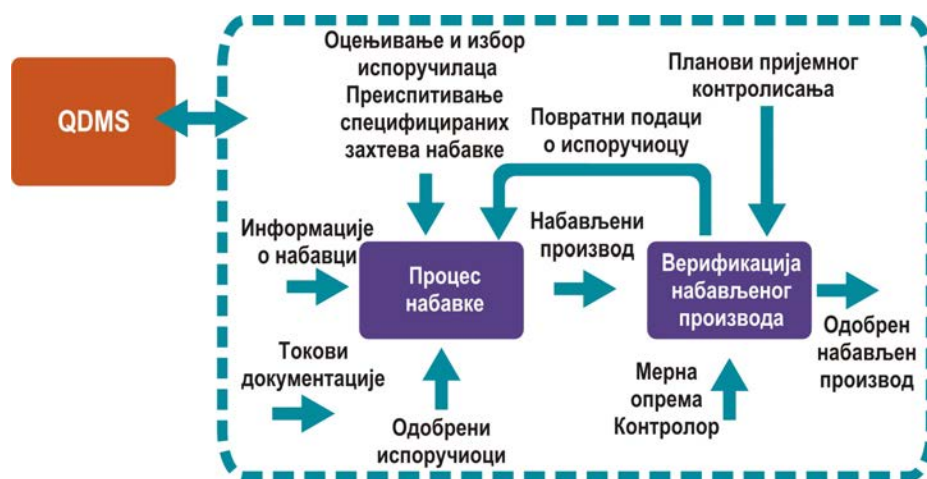 QDMS
Оцењивање и избор
испоручилаца
Преиспитивање
специфицираних
захтева набавке
Планови пријемног
контролисања
Повратни подаци
о испоручиоцу
Информације
о набавци
Процес
набавке
Набављени
производ
Верификација
набављеног
производа
Одобрен
набављен
производ
Токови
документације
Одобрени
испоручиоци
Мерна
опрема
Контролор